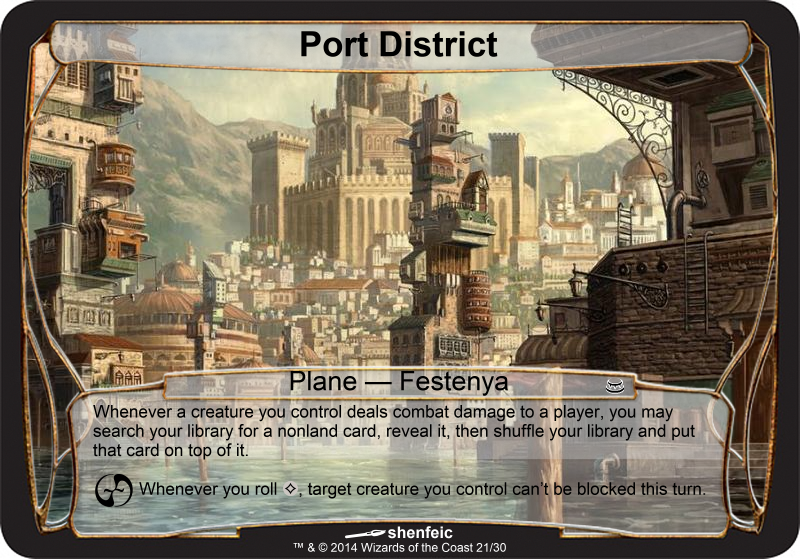 Port District
Plane — Festenya
Whenever a creature you control deals combat damage to a player, you may
search your library for a nonland card, reveal it, then shuffle your library and put
that card on top of it.
Whenever you roll , target creature you control can't be blocked this turn.
shenfeic
™ & © 2014 Wizards of the Coast 21/30